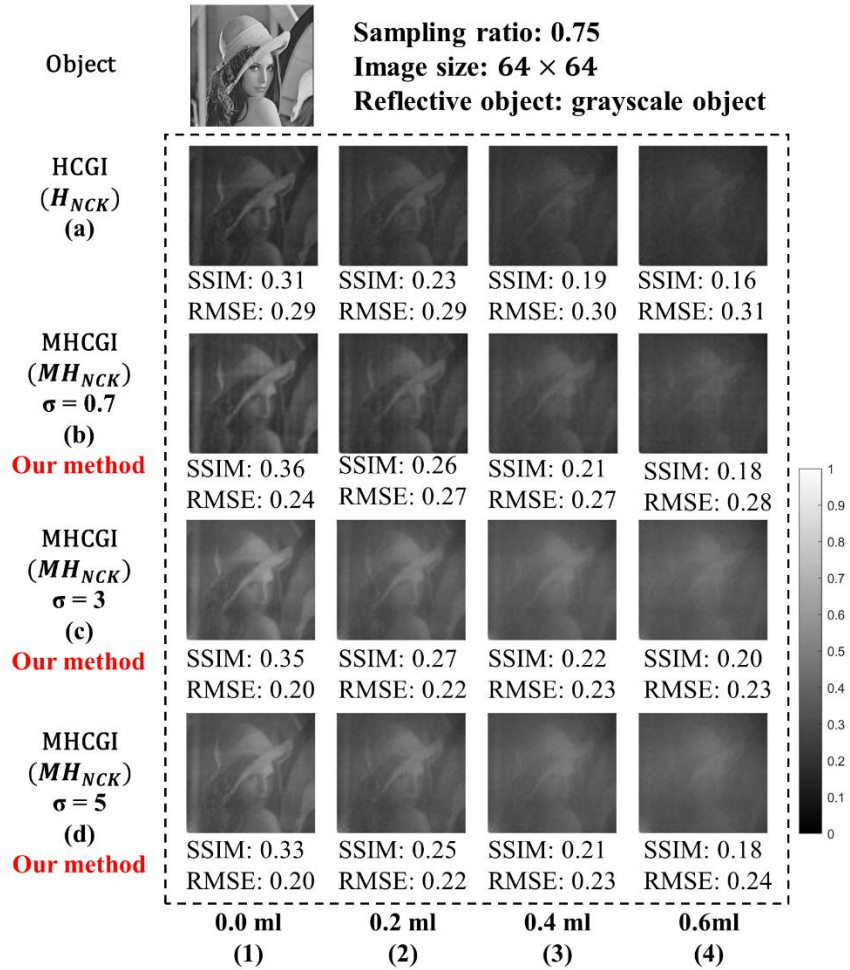 Object
Sampling ratio: 0.75
Image size: 64 × 64
Reflective object: grayscale object
HCGI
(H_NCK)
(a)
SSIM: 0.31 SSIM: 0.23 SSIM: 0.19 SSIM: 0.16
RMSE: 0.29 RMSE: 0.29 RMSE: 0.30 RMSE: 0.31
MHCGI
(MH_NCK)
σ = 0.7
(b)
Our method
SSIM: 0.36 SSIM: 0.26 SSIM: 0.21 SSIM: 0.18
RMSE: 0.24 RMSE: 0.27 RMSE: 0.27 RMSE: 0.28
MHCGI
(MH_NCK)
σ = 3
(c)
Our method
SSIM: 0.35 SSIM: 0.27 SSIM: 0.22 SSIM: 0.20
RMSE: 0.20 RMSE: 0.22 RMSE: 0.23 RMSE: 0.23
MHCGI
(MH_NCK)
σ = 5
(d)
Our method
SSIM: 0.33 SSIM: 0.25 SSIM: 0.21 SSIM: 0.18
RMSE: 0.20 RMSE: 0.22 RMSE: 0.23 RMSE: 0.24
0.0 ml 0.2 ml 0.4 ml 0.6ml
(1) (2) (3) (4)
1
0.9
0.8
0.7
0.6
0.5
0.4
0.3
0.2
0.1
0